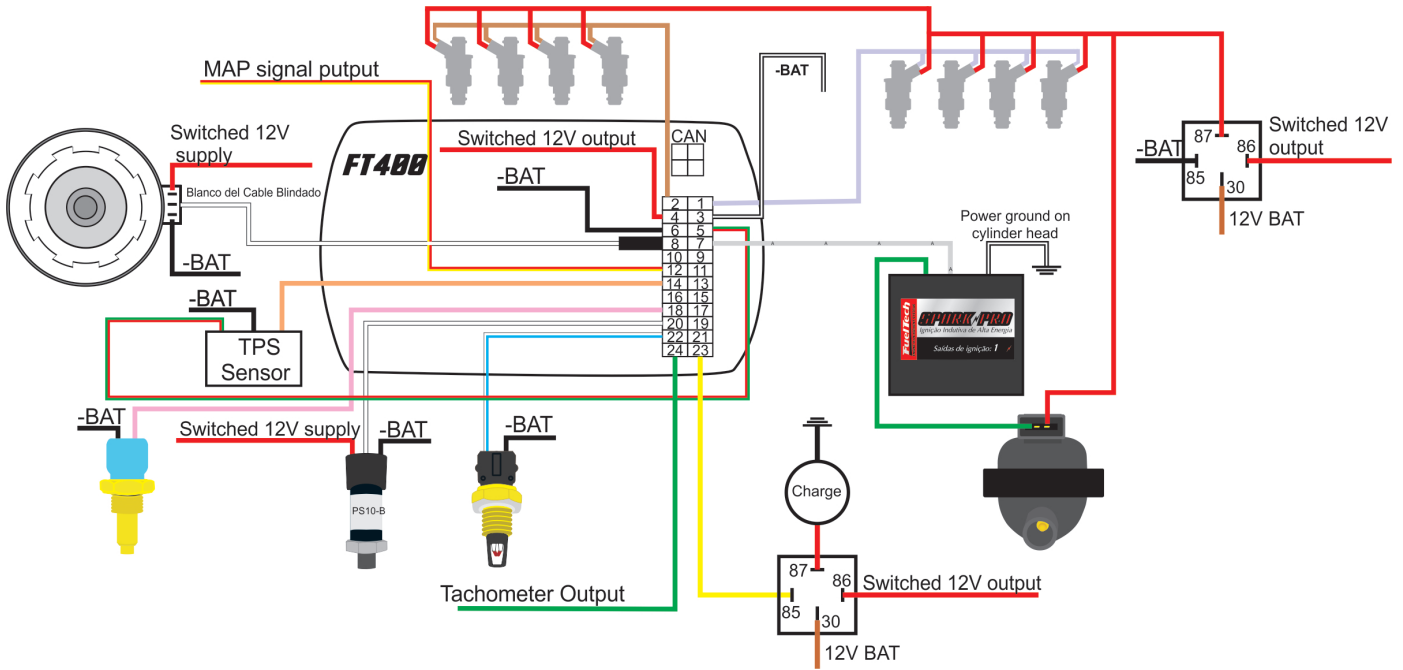 MAP signal putput
-BAT
Switched 12V
supply
Switched 12V output
CAN
FT400
-BAT
Blanco del Cable Blindado
-BAT
-BAT
TPS
Sensor
2 1
4 3
6 5
8 7
10 9
12 11
14 13
16 15
18 17
20 19
22 21
24 23
Power ground on
cylinder head
A A A A
A
FuelTech
SPARK PRO
Ignição Indutiva de Alta Energia
Saídas de ignição: 1
-BAT
87
86
85
30
Switched 12V
output
12V BAT
-BAT
Switched 12V supply
-BAT
-BAT
PS10-B
Tachometer Output
Charge
87
86
85
30
Switched 12V output
12V BAT